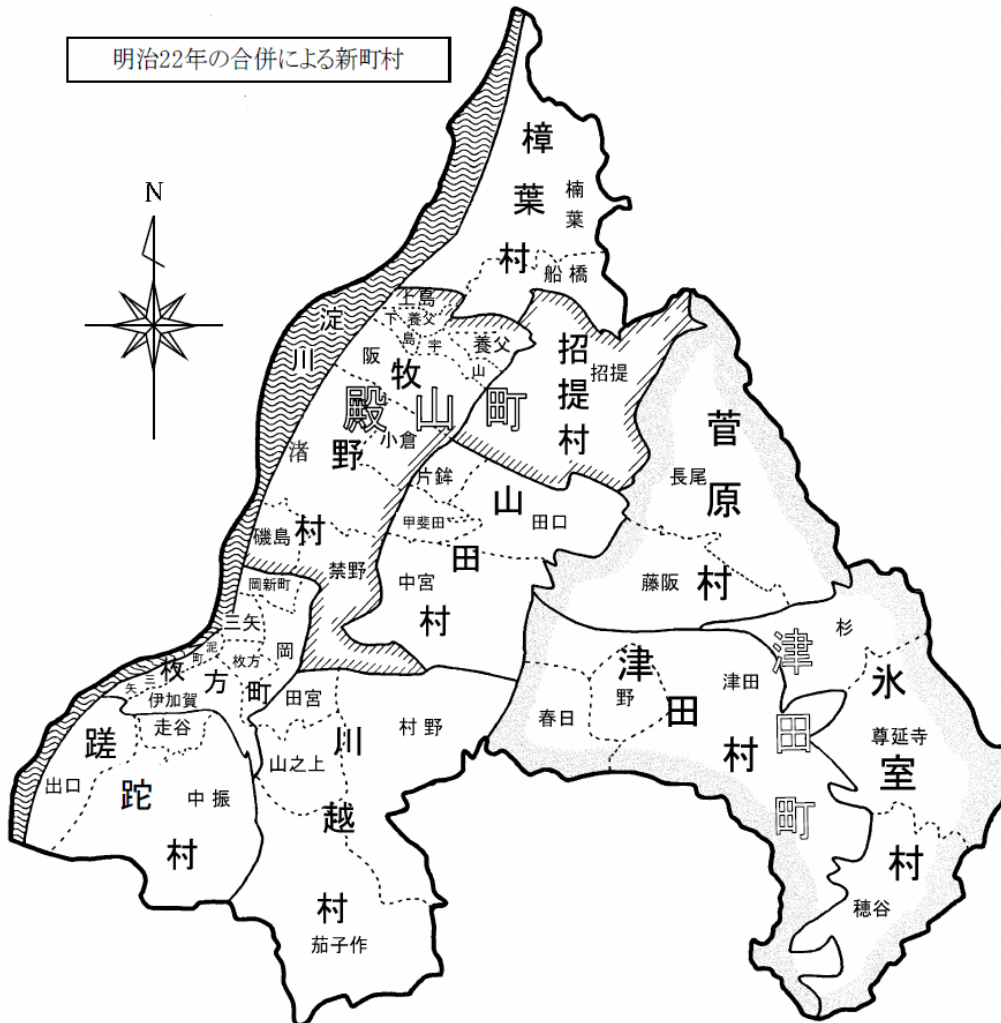 明治22年の合併による新町村
N
樟葉村
楠葉
船橋
淀川
上島
下島
養父
宇山
養父
阪
牧野村
殿山町
小倉
渚
磯島
禁野
招提村
招提
片鉾
甲斐田
田口
中宮
山田村
菅原村
長尾
藤阪
岡新町
三矢
岡
泥町
枚方
三矢
伊加賀
枚方町
走谷
出口
中振
蹉跎村
田宮
山之上
村野
川越村
茄子作
津田村
春日
野
津田
津田町
杉
氷室村
尊延寺
穂谷